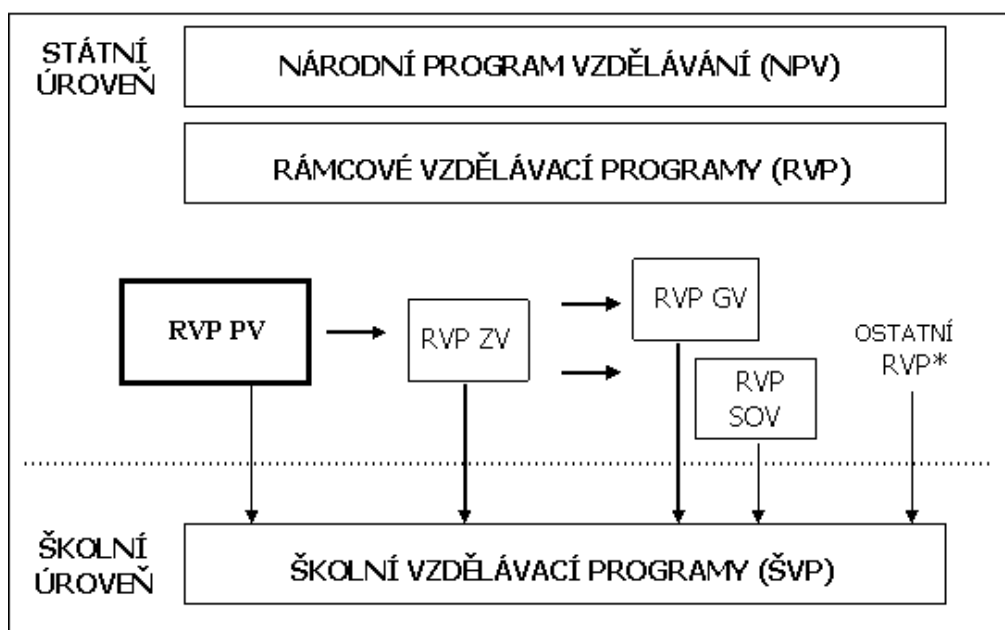 STÁTNÍ
ÚROVEŇ
NÁRODNÍ PROGRAM VZDĚLÁVÁNÍ (NPV)
RÁMCOVÉ VZDĚLÁVACÍ PROGRAMY (RVP)
RVP PV
RVP ZV
RVP GV
RVP
SOV
OSTATNÍ
RVP*
ŠKOLNÍ
ÚROVEŇ
ŠKOLNÍ VZDĚLÁVACÍ PROGRAMY (ŠVP)